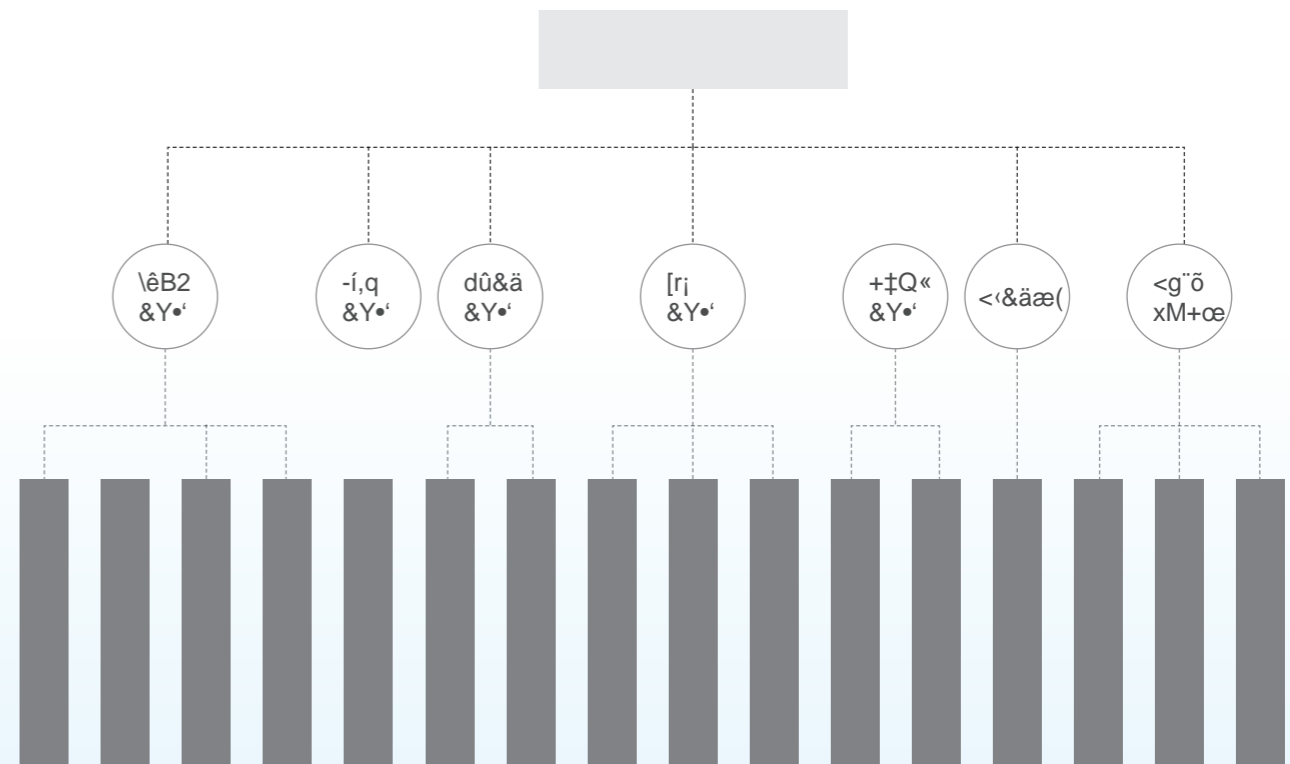 \êB2
&Y•‘
-í,q
&Y•‘
dû&ä
&Y•‘
[r¡
&Y•‘
+‡Q«
&Y•‘
<‹&äæ(
<g¨õ
xM+œ